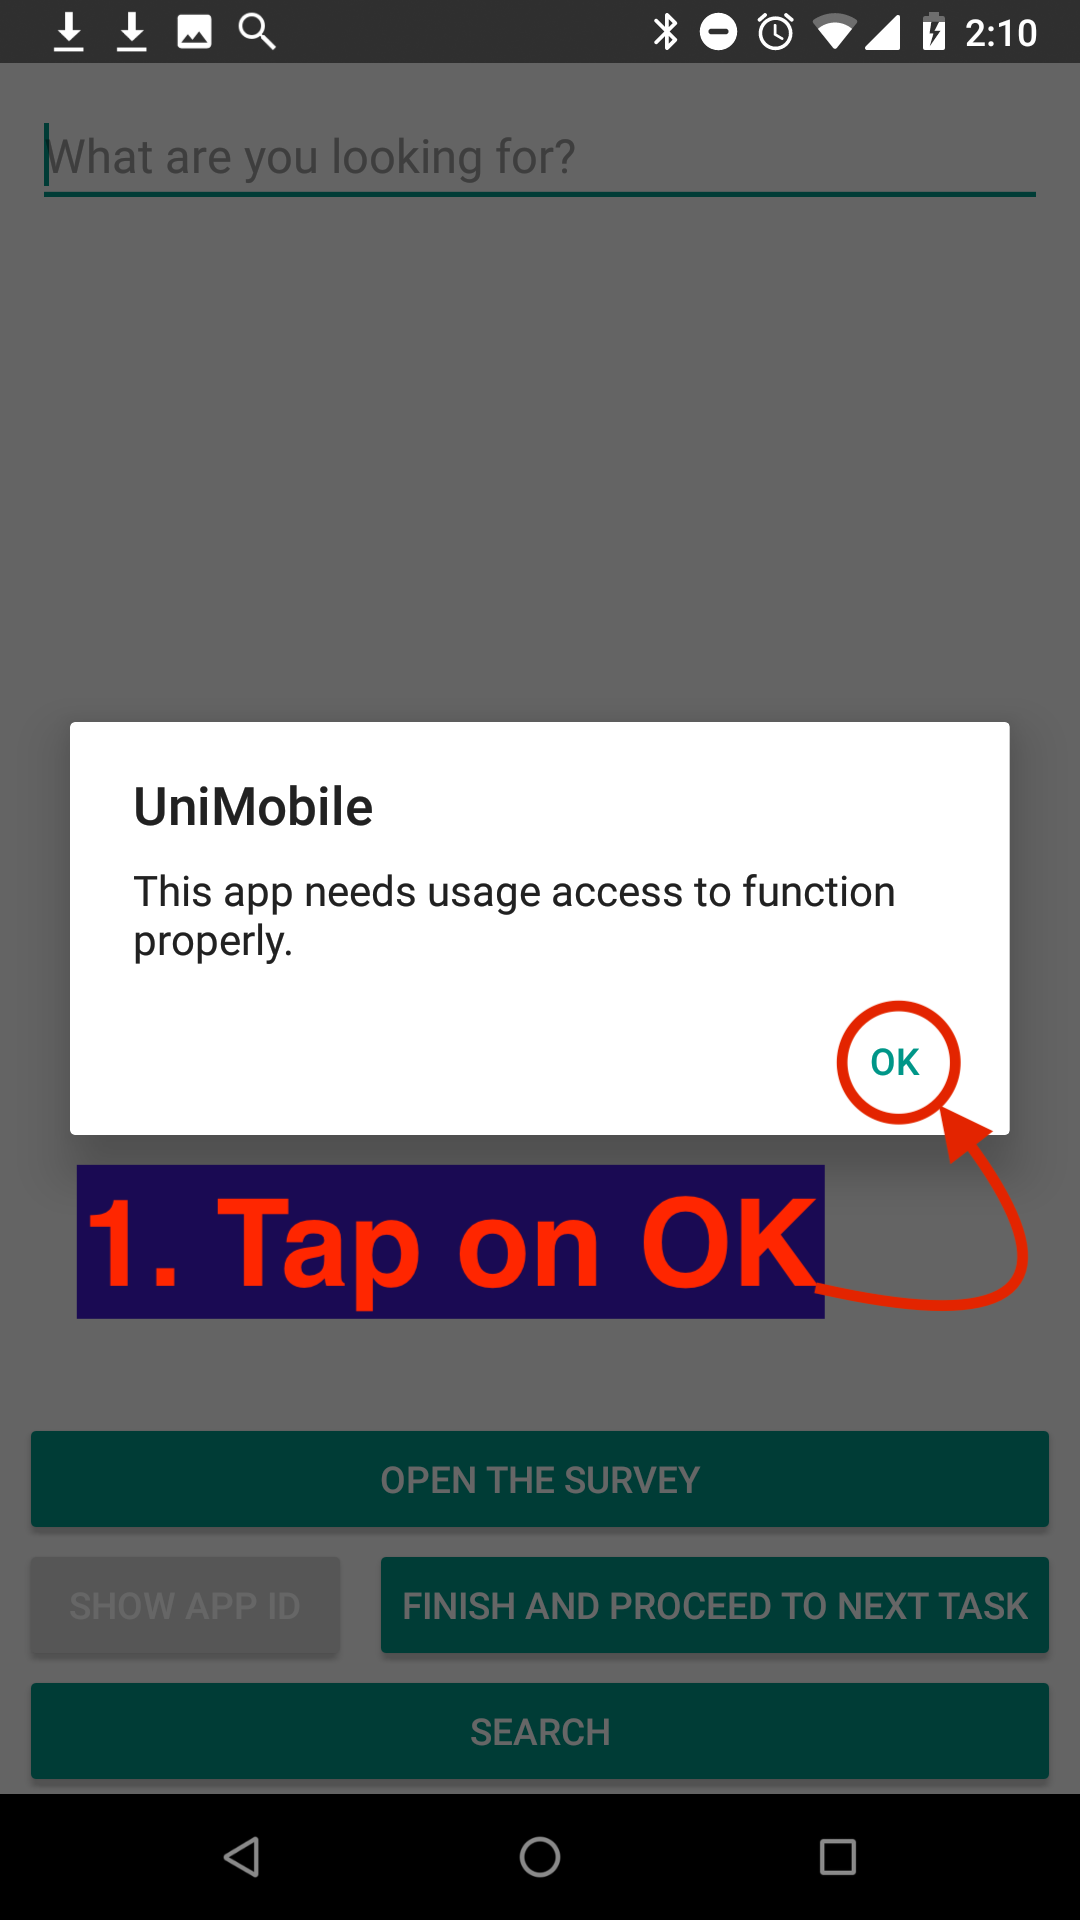 2:10
What are you looking for?
UniMobile
This app needs usage access to function
properly.
OK
1. Tap on OK
OPEN THE SURVEY
SHOW APP ID
FINISH AND PROCEED TO NEXT TASK
SEARCH